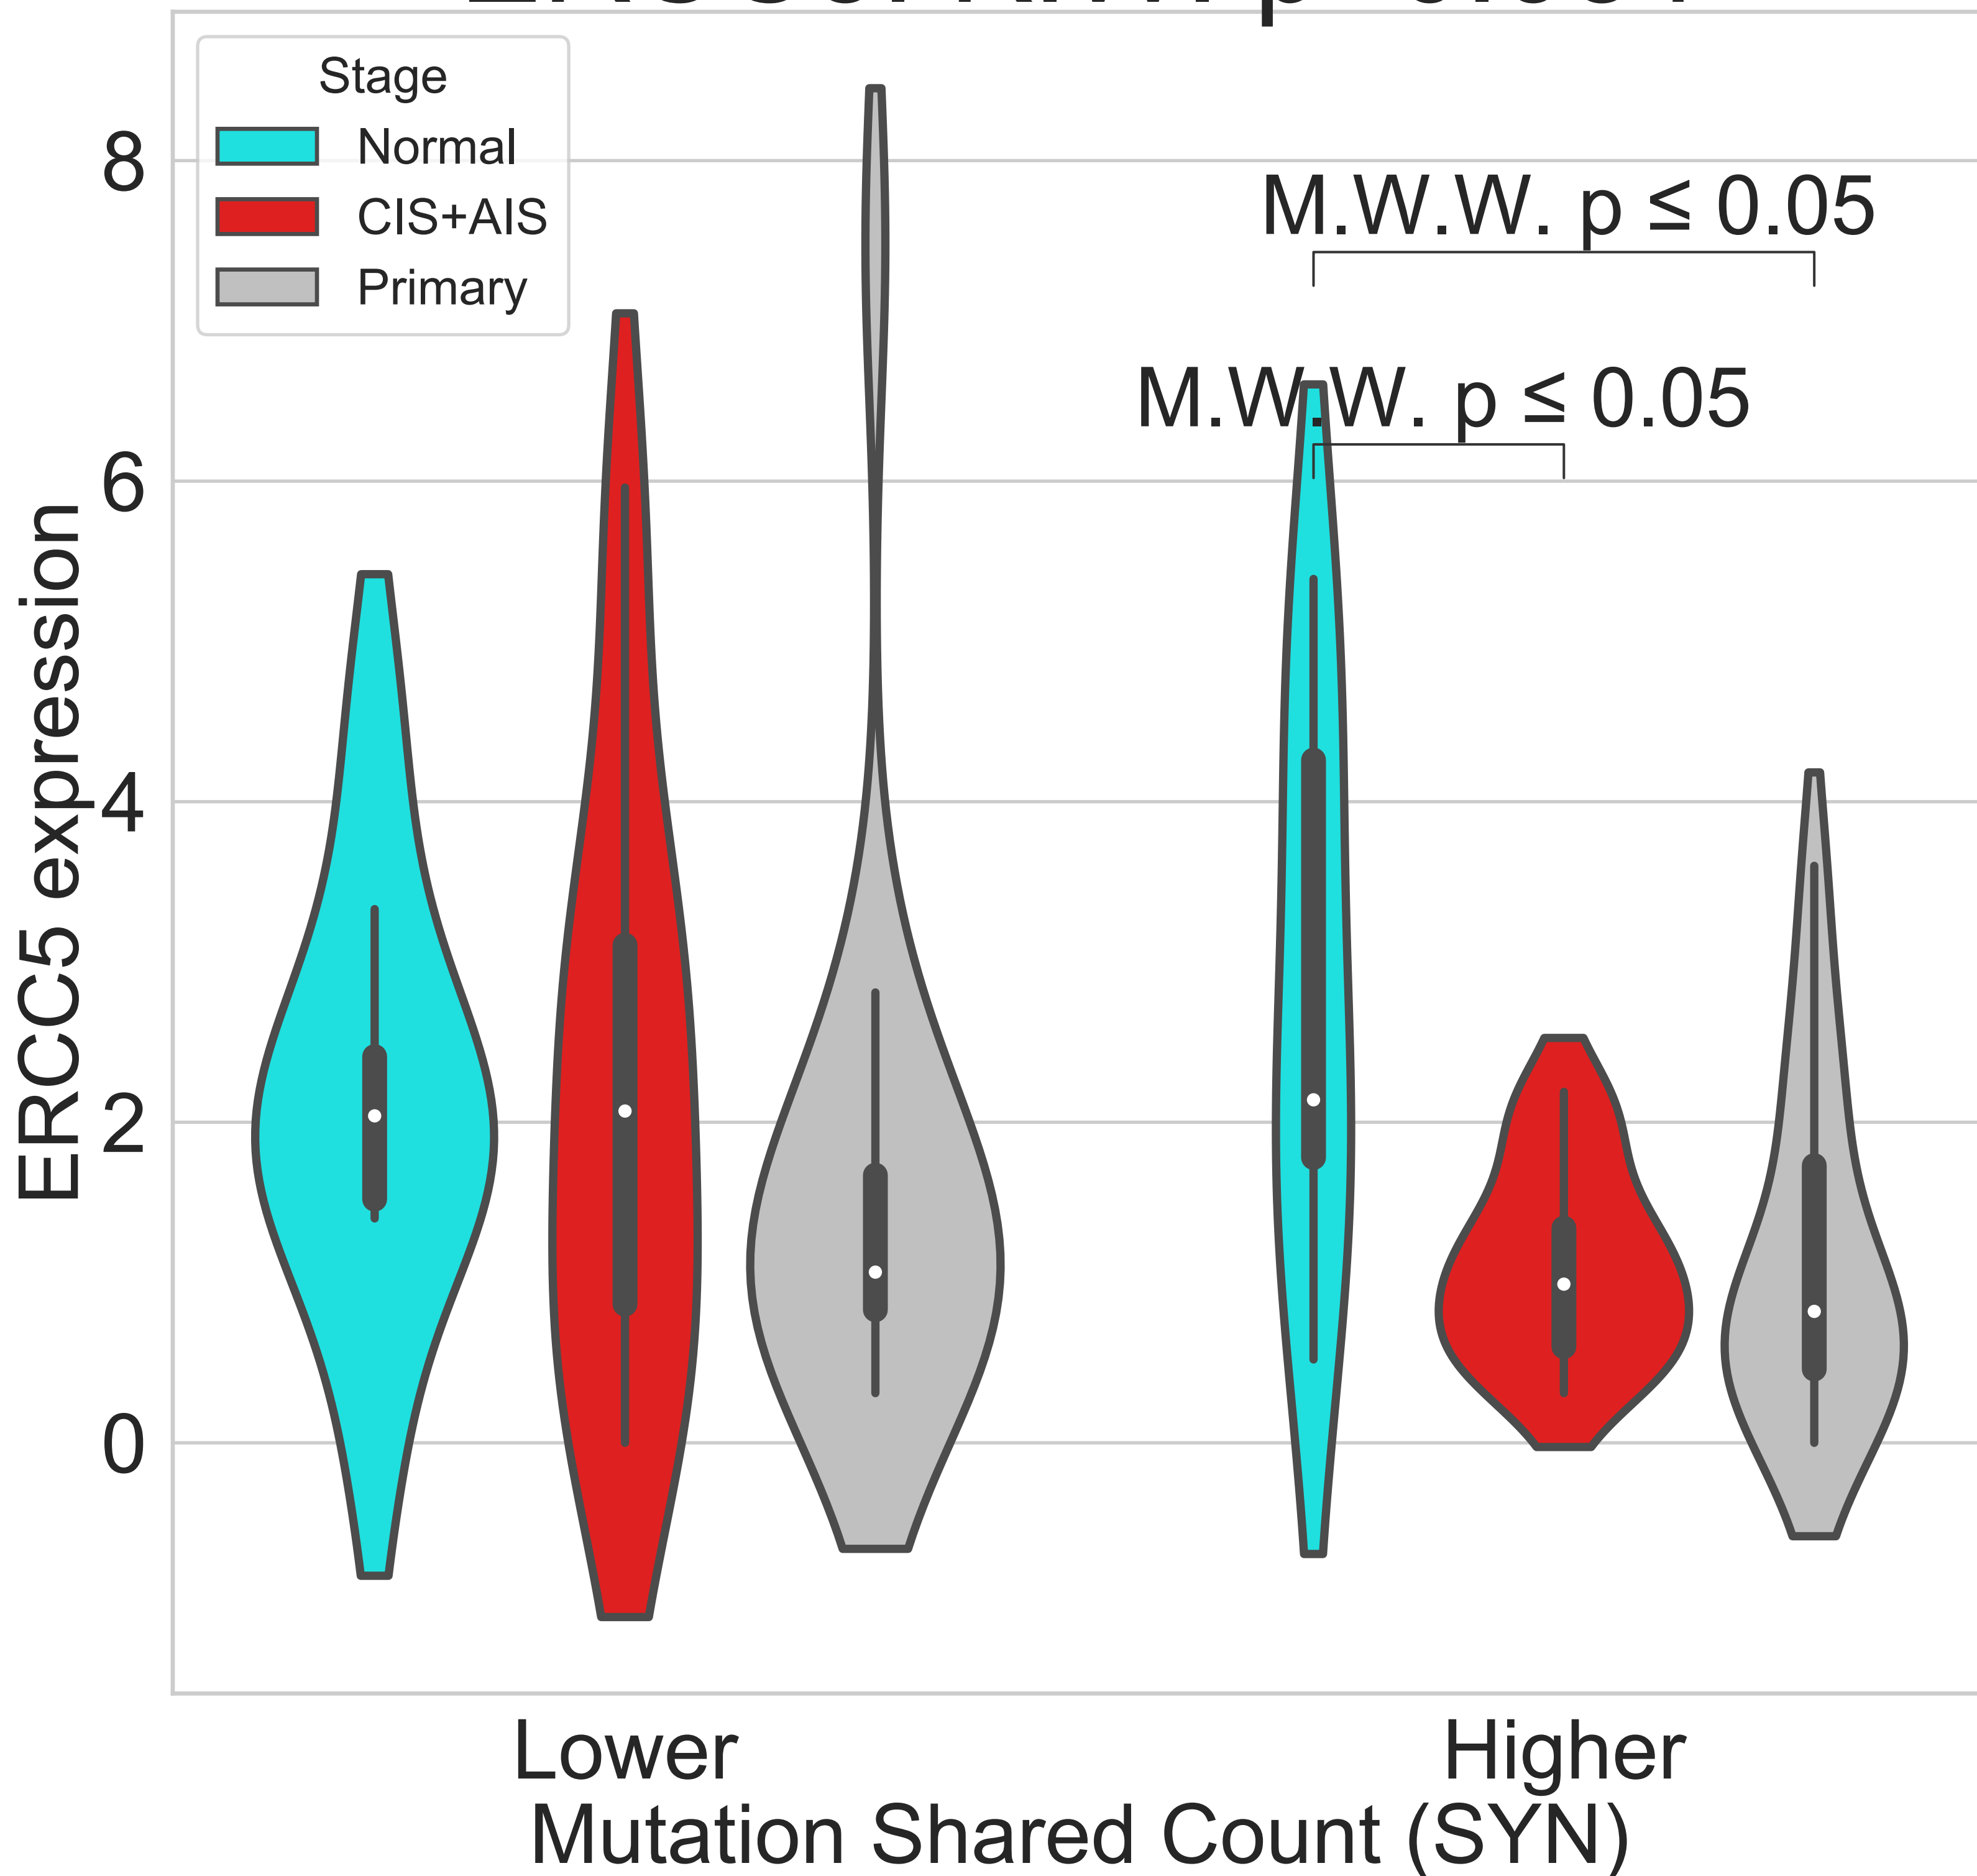 Stage
Normal
CIS+AIS
Primary
8
6
4
2
0
ERCC5 expression
M.W.W. p ≤ 0.05
M.W.W. p ≤ 0.05
Lower
Higher
Mutation Shared Count (SYN)